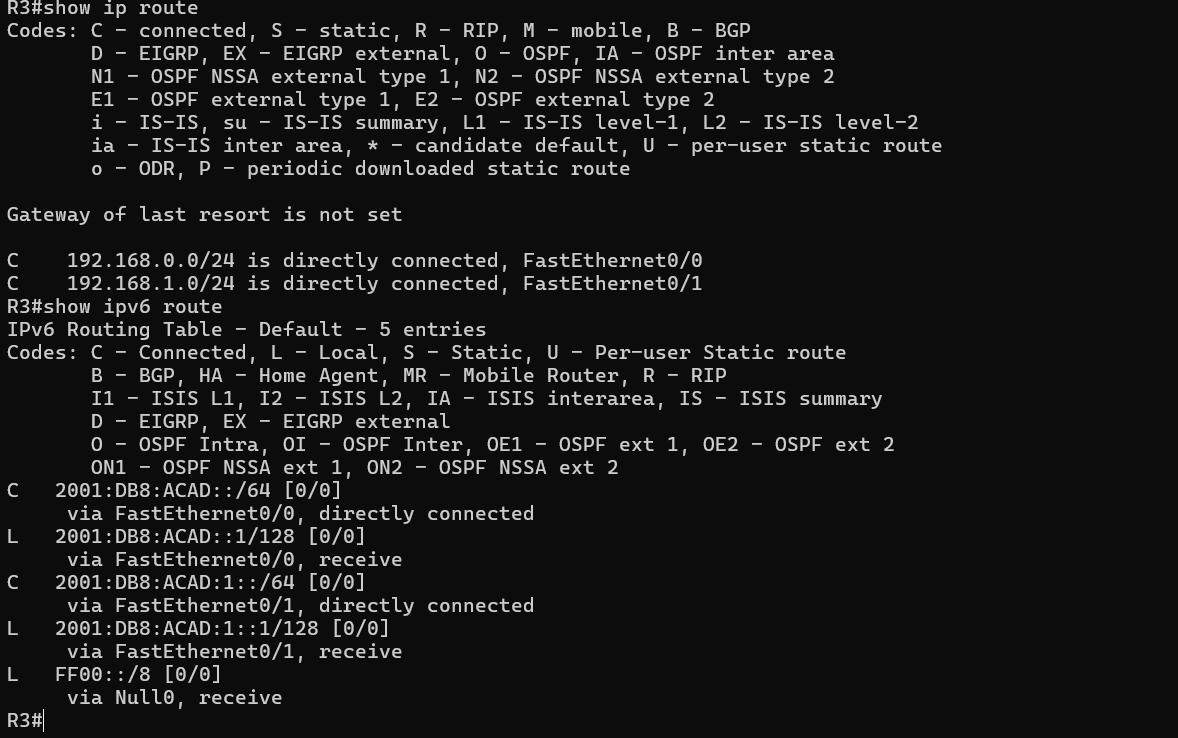 R3#show ip route
Codes: C - connected, S - static, R - RIP, M - mobile, B - BGP
       D - EIGRP, EX - EIGRP external, O - OSPF, IA - OSPF inter area
       N1 - OSPF NSSA external type 1, N2 - OSPF NSSA external type 2
       E1 - OSPF external type 1, E2 - OSPF external type 2
       i - IS-IS, su - IS-IS summary, L1 - IS-IS level-1, L2 - IS-IS level-2
       ia - IS-IS inter area, * - candidate default, U - per-user static route
       o - ODR, P - periodic downloaded static route

Gateway of last resort is not set

C    192.168.0.0/24 is directly connected, FastEthernet0/0
C    192.168.1.0/24 is directly connected, FastEthernet0/1
R3#show ipv6 route
IPv6 Routing Table - Default - 5 entries
Codes: C - Connected, L - Local, S - Static, U - Per-user Static route
       B - BGP, HA - Home Agent, MR - Mobile Router, R - RIP
       I1 - ISIS L1, I2 - ISIS L2, IA - ISIS interarea, IS - ISIS summary
       D - EIGRP, EX - EIGRP external
       O - OSPF Intra, OI - OSPF Inter, OE1 - OSPF ext 1, OE2 - OSPF ext 2
       ON1 - OSPF NSSA ext 1, ON2 - OSPF NSSA ext 2
C   2001:DB8:ACAD::/64 [0/0]
     via FastEthernet0/0, directly connected
L   2001:DB8:ACAD::1/128 [0/0]
     via FastEthernet0/0, receive
C   2001:DB8:ACAD:1::/64 [0/0]
     via FastEthernet0/1, directly connected
L   2001:DB8:ACAD:1::1/128 [0/0]
     via FastEthernet0/1, receive
L   FF00::/8 [0/0]
     via Null0, receive
R3#